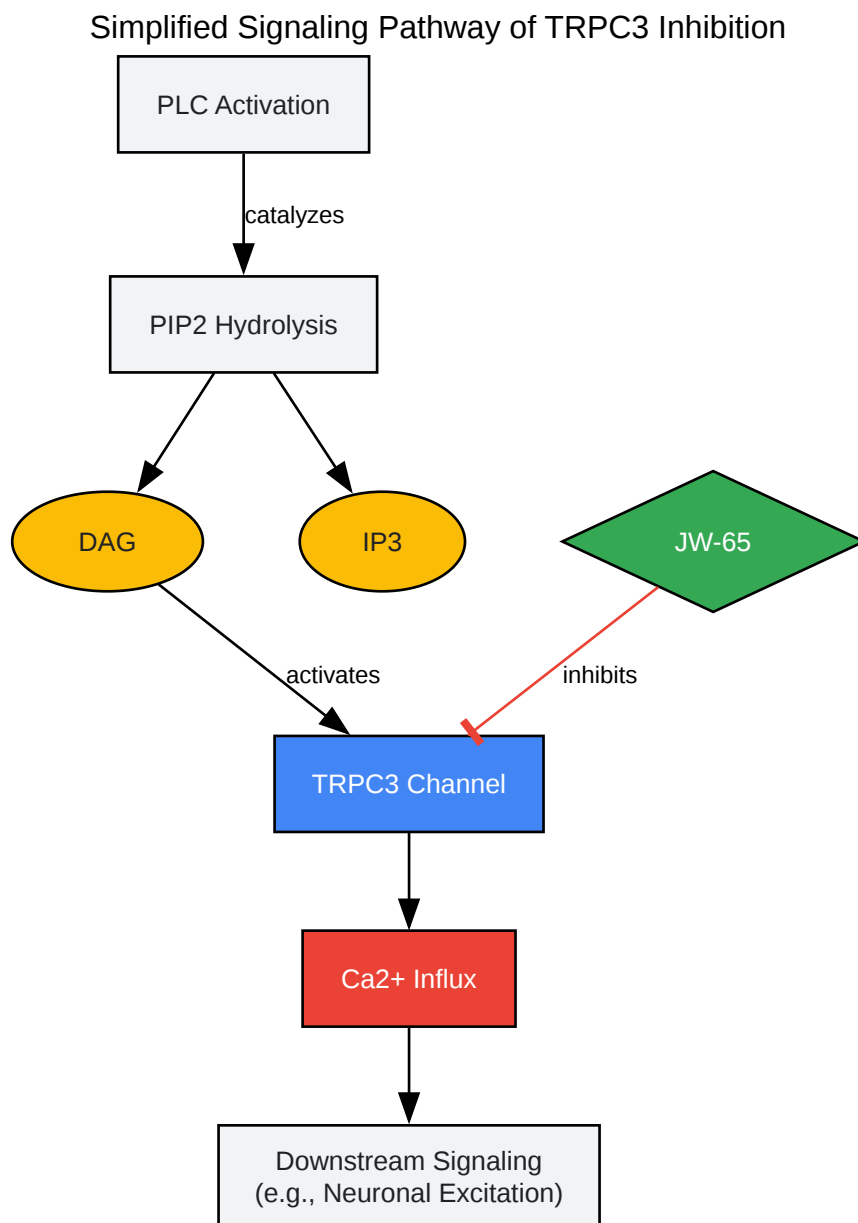 Simplified Signaling Pathway of TRPC3 Inhibition
PLC Activation
catalyzes
PIP2 Hydrolysis
DAG
IP3
JW-65
activates
inhibits
TRPC3 Channel
Ca2+ Influx
Downstream Signaling
(e.g., Neuronal Excitation)